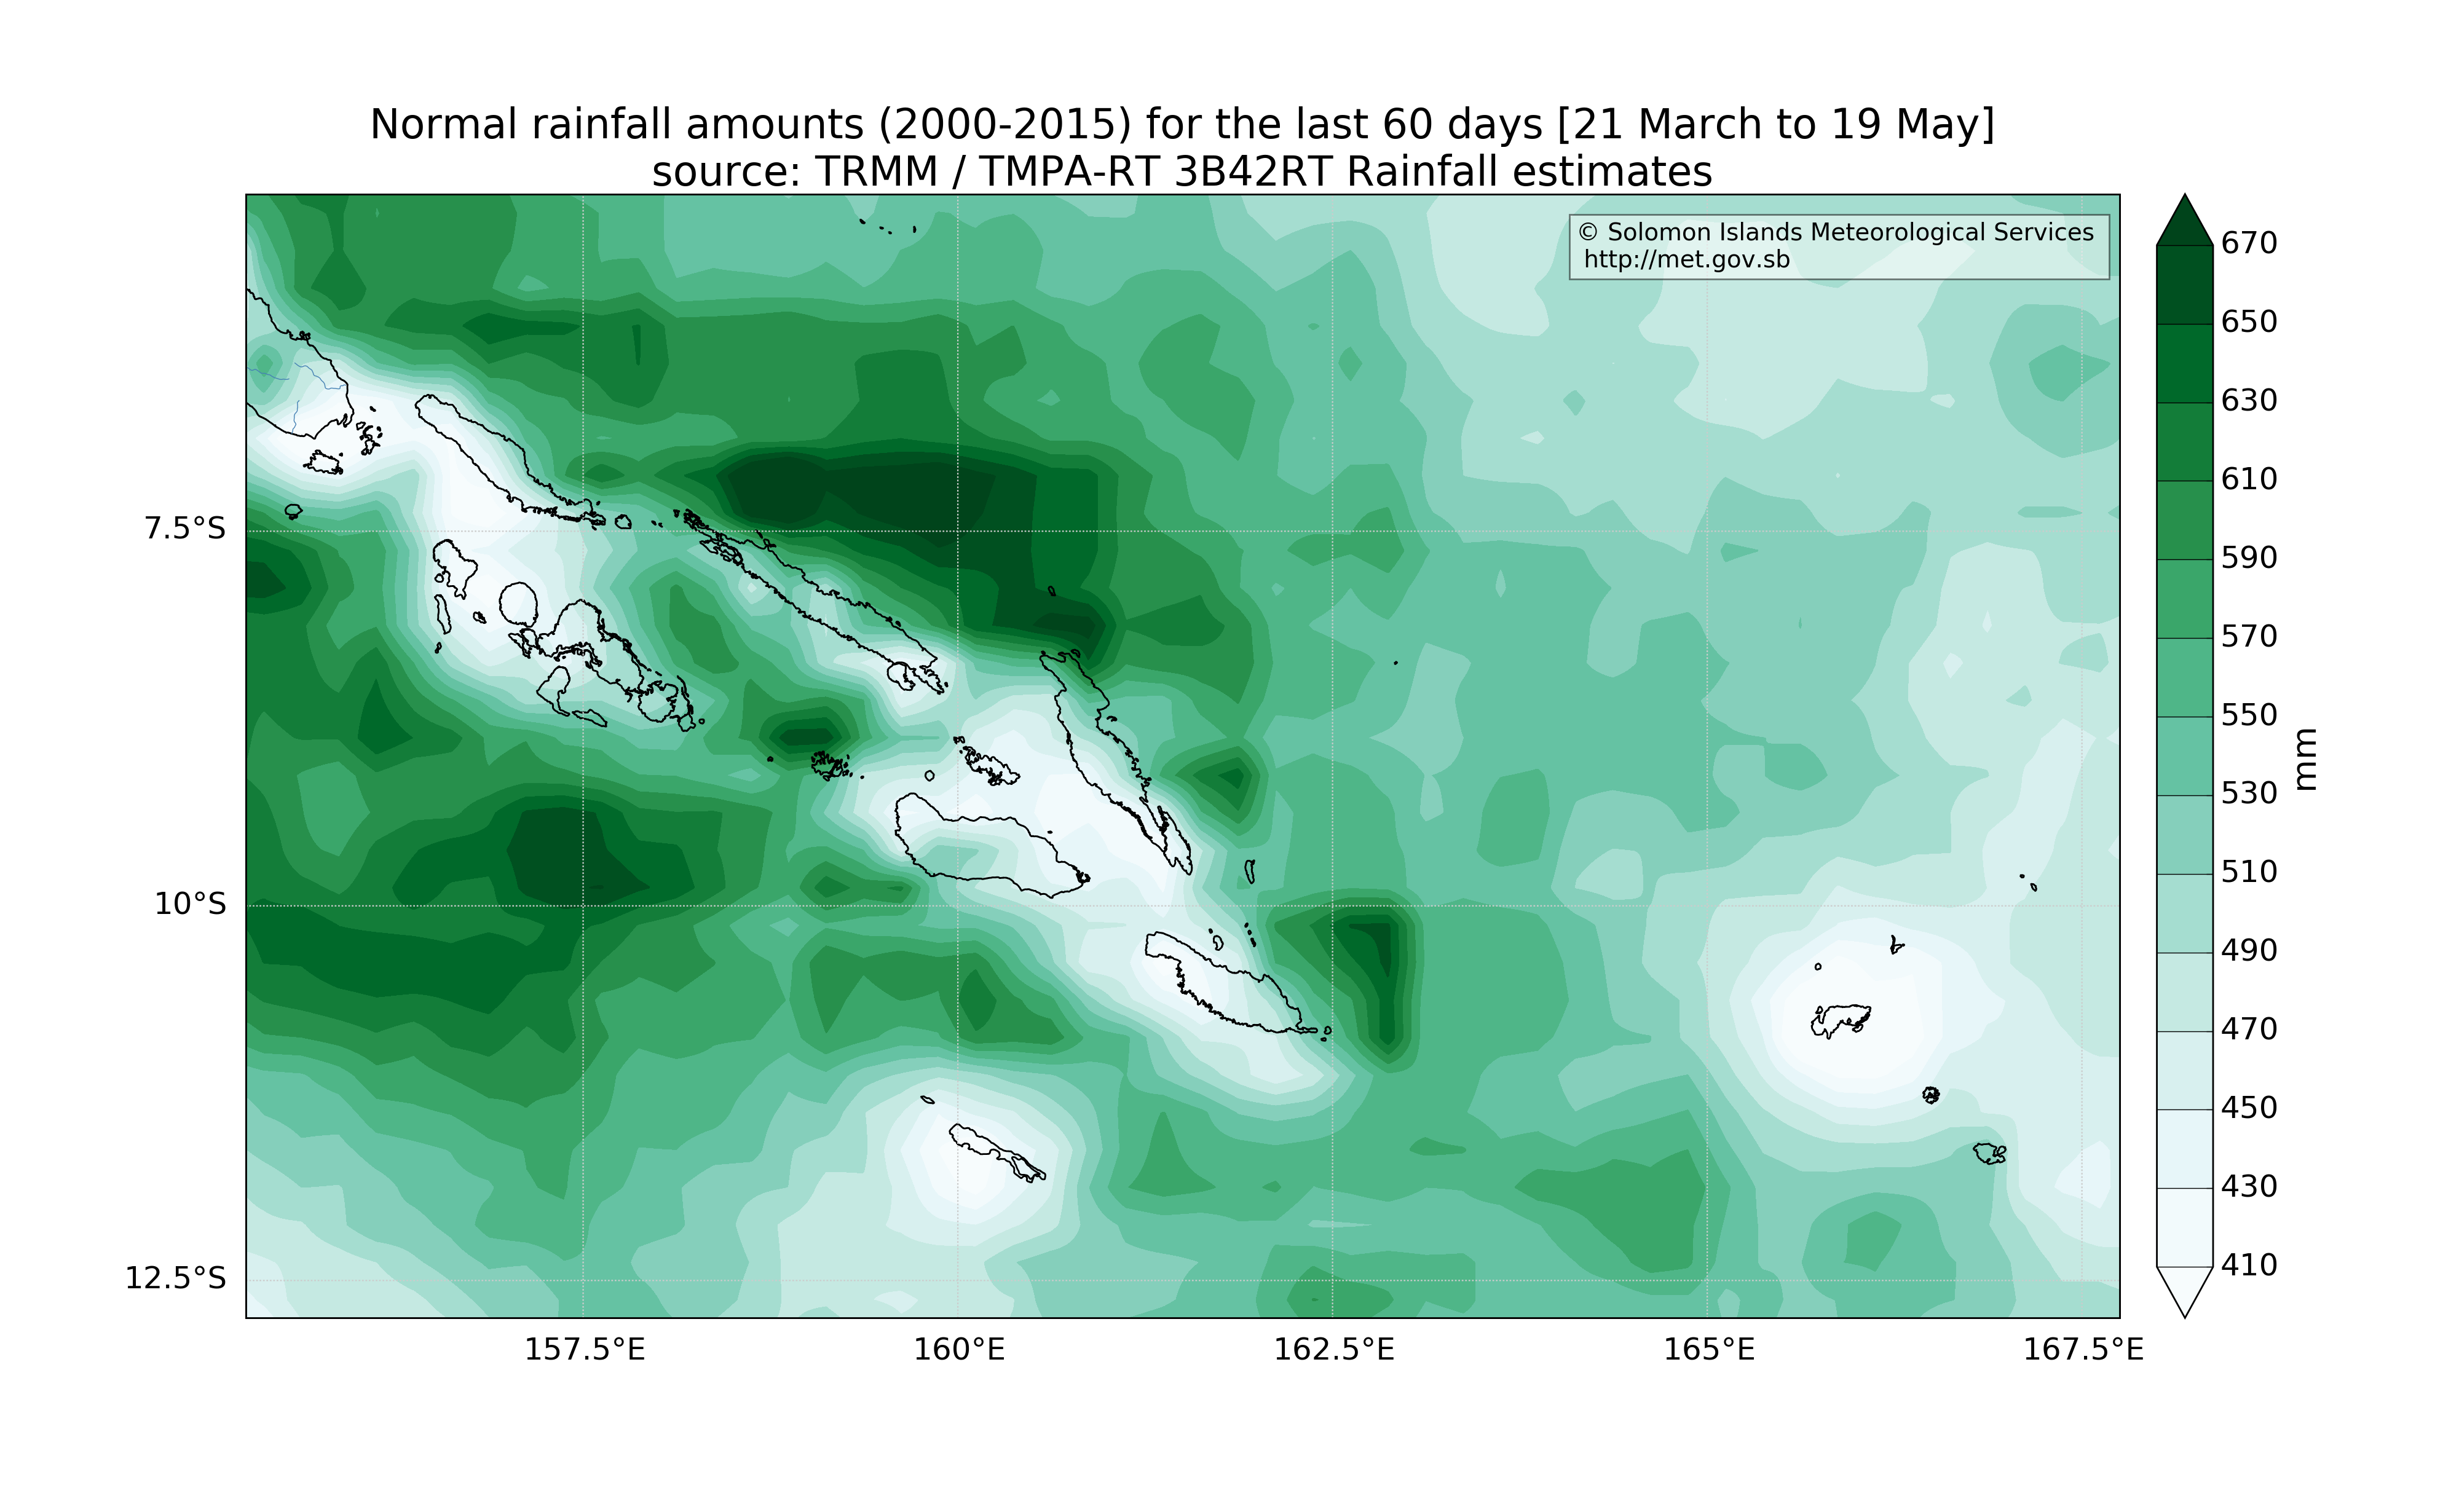 Normal rainfall amounts (2000-2015) for the last 60 days [21 March to 19 May]
source: TRMM / TMPA-RT 3B42RT Rainfall estimates
© Solomon Islands Meteorological Services
http://met.gov.sb
7.5°S
10°S
12.5°S
157.5°E
160°E
162.5°E
165°E
167.5°E
670
650
630
610
590
570
550
530
510
490
470
450
430
410
mm